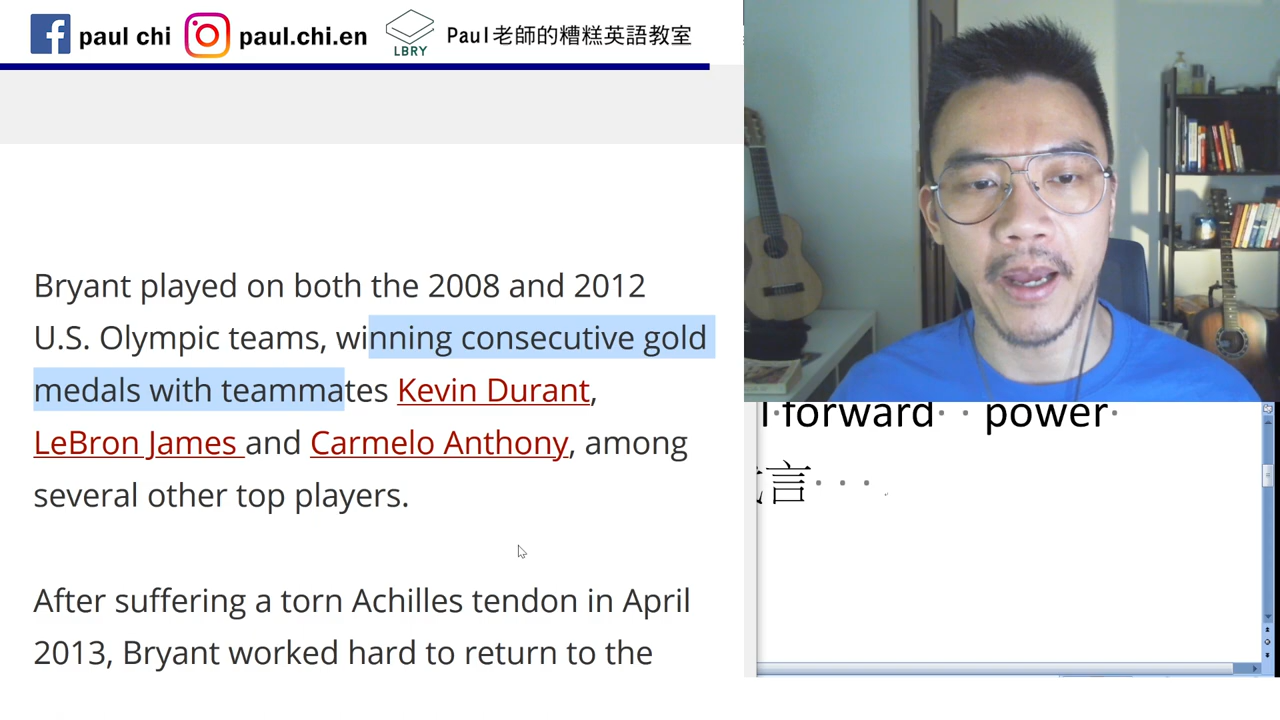 paul chi paul.chi.en LBRY Paul老師的糟糕英語教室
Bryant played on both the 2008 and 2012
U.S. Olympic teams, winning consecutive gold
medals with teammates Kevin Durant,
LeBron James and Carmelo Anthony, among
several other top players.
After suffering a torn Achilles tendon in April
2013, Bryant worked hard to return to the
forward power
言